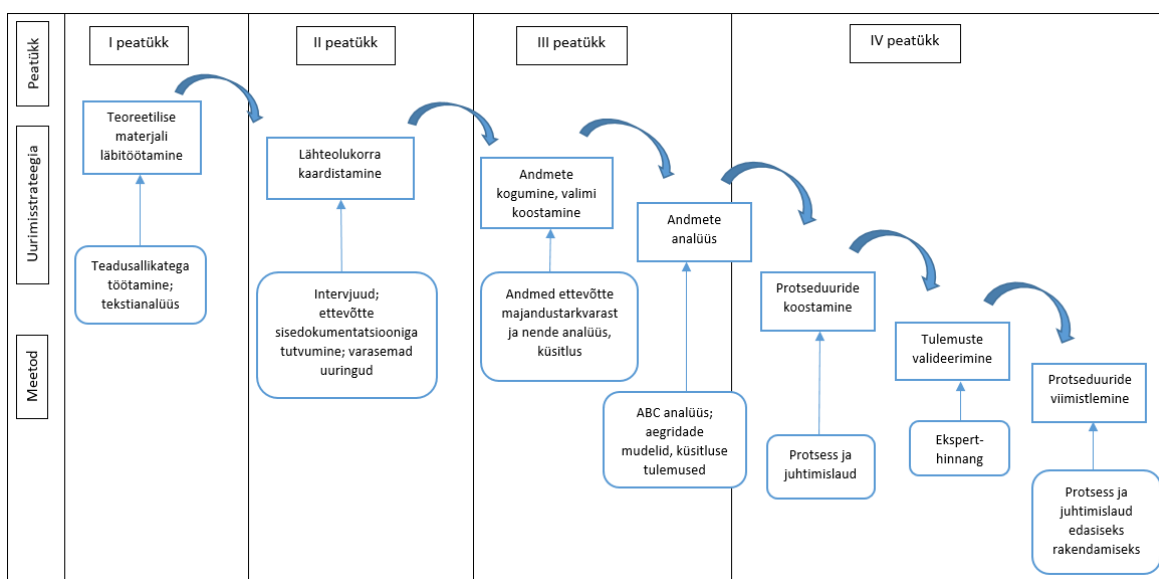 Peatükk
I peatükk
II peatükk
III peatükk
IV peatükk
Uurimisstrateegia
Teoreetilise
materjali
läbitöötamine
Lähteolukorra
kaardistamine
Andmete
kogumine, valimi
koostamine
Andmete
analüüs
Protseduuride
koostamine
Tulemuste
valideerimine
Protseduuride
viimistlemine
Meetod
Teadusallikatega
töötamine;
tekstianalüüs
Intervjuud;
ettevõtte
sisedokumentatsiooniga
tutvumine; varasemad
uuringud
Andmed ettevõtte
majandustarkvarast
ja nende analüüs,
küsitlus
ABC analüüs;
aegridade
mudelid, küsitluse
tulemused
Protsess ja
juhtimislaud
Ekspert-
hinnang
Protsess ja
juhtimislaud
edasiseks
rakendamiseks